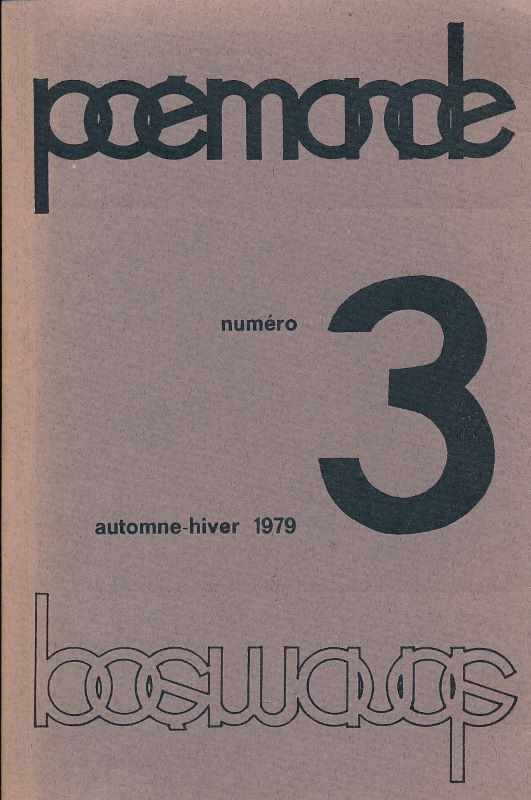 poémonde
numéro
3
automne-hiver 1979
poémonde